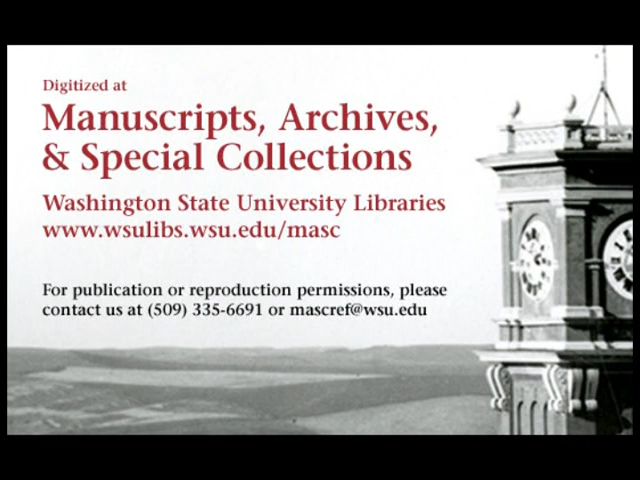 Digitized at
Manuscripts, Archives,
& Special Collections
Washington State University Libraries
www.wsulibs.wsu.edu/masc
For publication or reproduction permissions, please
contact us at (509) 335-6691 or mascref@wsu.edu